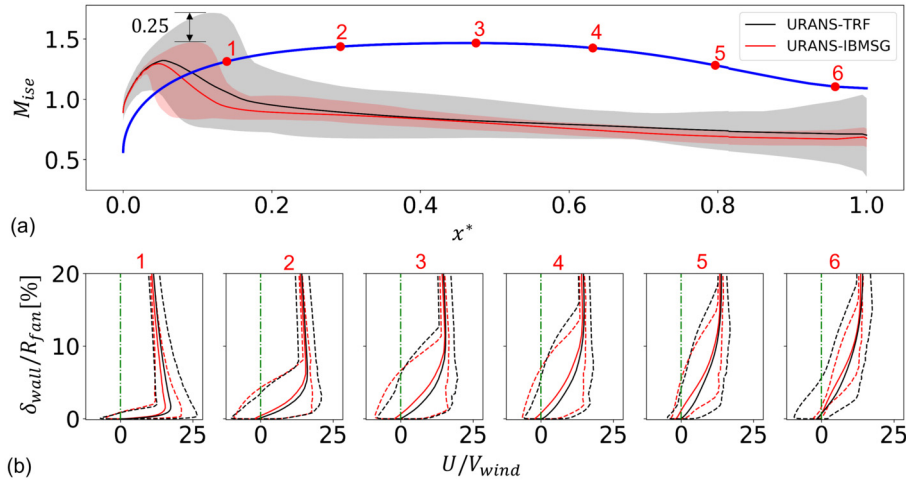 0.25
URANS-TRF
URANS-IBMSG
1 2 3 4 5 6
M_ise
1.5
1.0
0.5
0.0 0.2 0.4 0.6 0.8 1.0
(a)
x*
1 2 3 4 5 6
δ_wall/R_fan[%]
20
10
0
0 25 0 25 0 25 0 25 0 25 0 25
(b)
U/V_wind